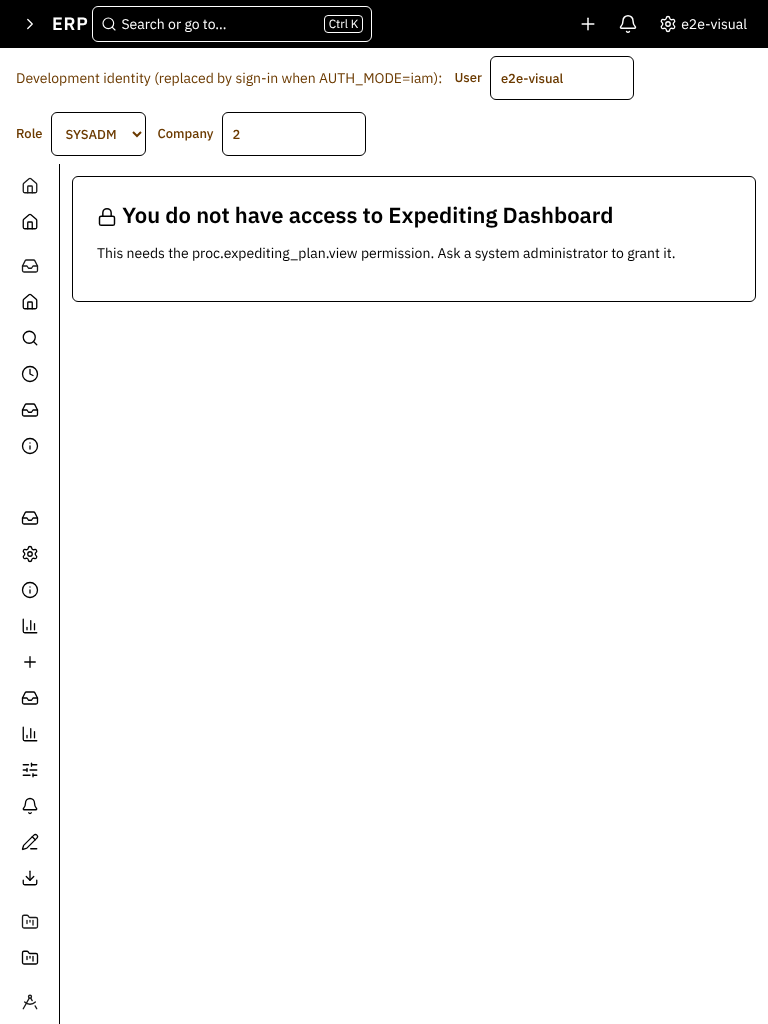 ERP
Search or go to...
Ctrl K
e2e-visual
Development identity (replaced by sign-in when AUTH_MODE=iam):
User
e2e-visual
Role
SYSADM
Company
2
You do not have access to Expediting Dashboard
This needs the proc.expediting_plan.view permission. Ask a system administrator to grant it.